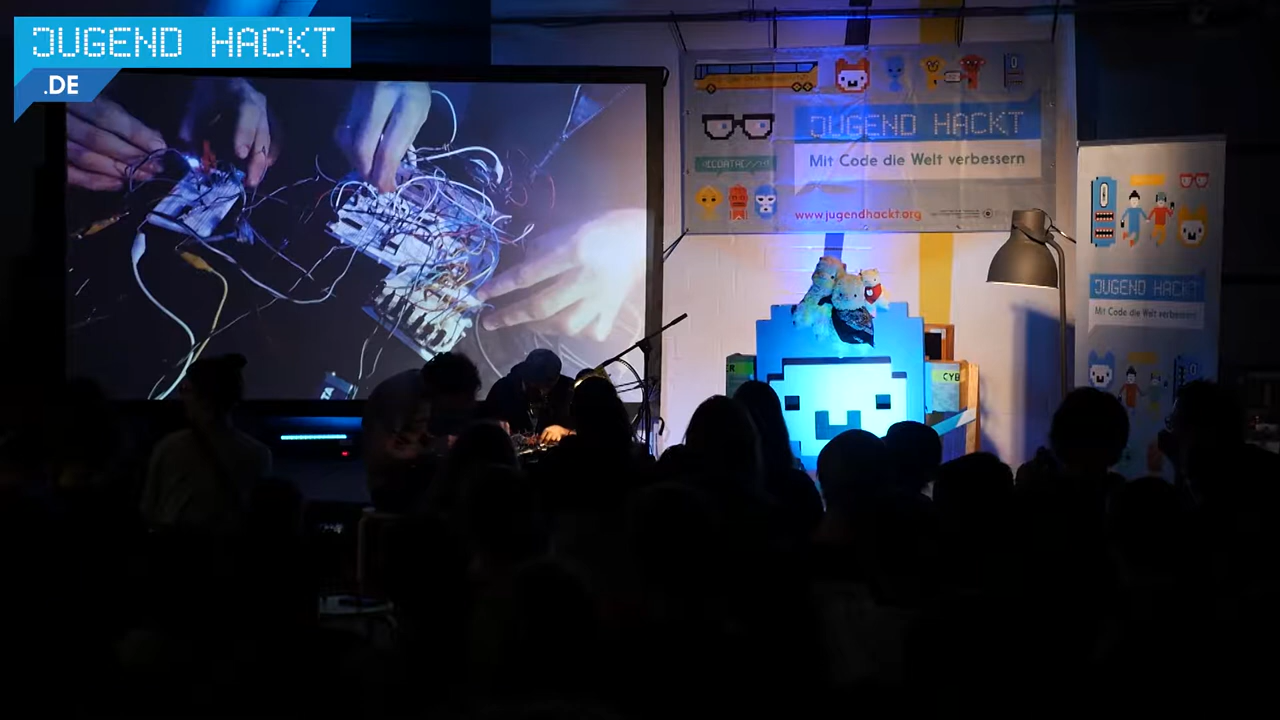 JUGEND HACKT
.DE
JUGEND HACKT
Mit Code die Welt verbessern
www.jugendhackt.org
JUGEND HACKT
Mit Code die Welt verbessern
CYB